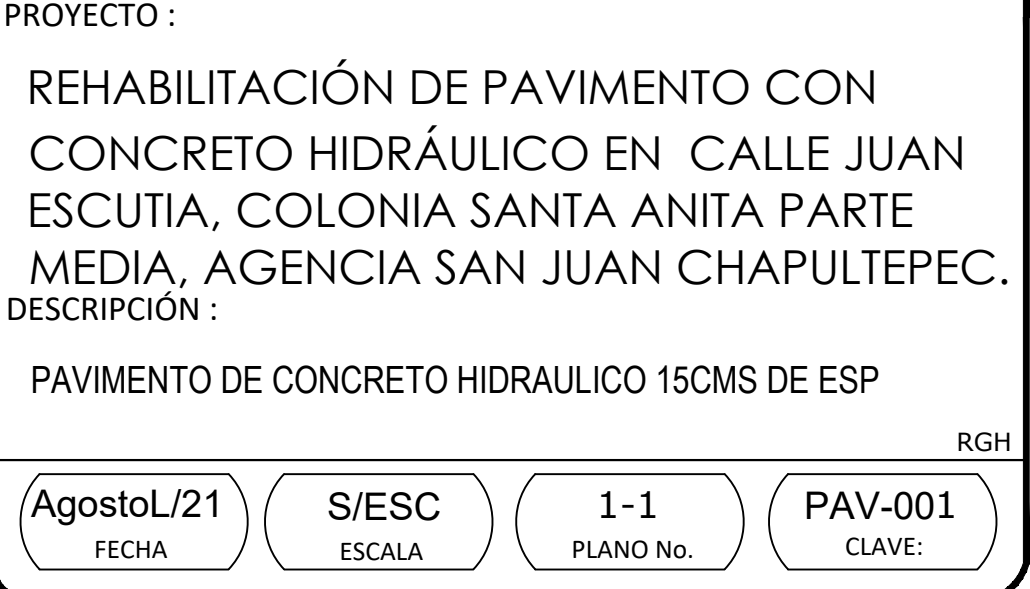 PROYECTO :
REHABILITACIÓN DE PAVIMENTO CON
CONCRETO HIDRÁULICO EN CALLE JUAN
ESCUTIA, COLONIA SANTA ANITA PARTE
MEDIA, AGENCIA SAN JUAN CHAPULTEPEC.
DESCRIPCIÓN :
PAVIMENTO DE CONCRETO HIDRAULICO 15CMS DE ESP
RGH
AgostoL/21
FECHA
S/ESC
ESCALA
1-1
PLANO No.
PAV-001
CLAVE: